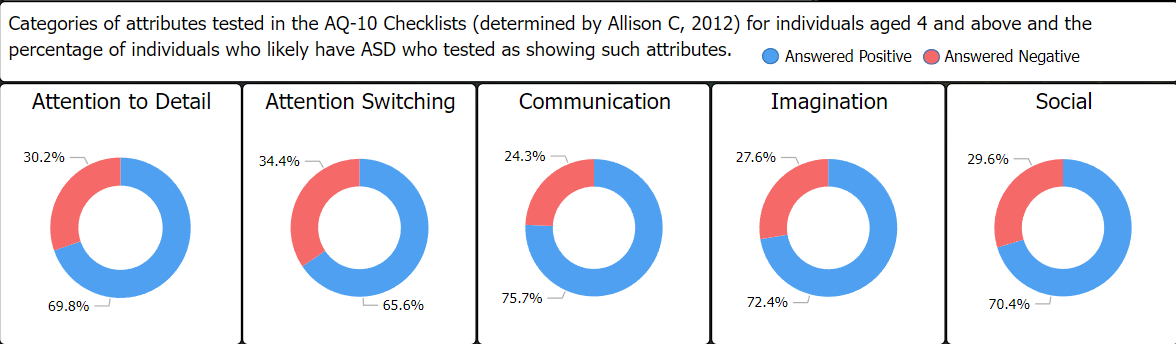 Categories of attributes tested in the AQ-10 Checklists (determined by Allison C, 2012) for individuals aged 4 and above and the
percentage of individuals who likely have ASD who tested as showing such attributes.
Answered Positive Answered Negative
Attention to Detail
30.2%
69.8%
Attention Switching
34.4%
65.6%
Communication
24.3%
75.7%
Imagination
27.6%
72.4%
Social
29.6%
70.4%